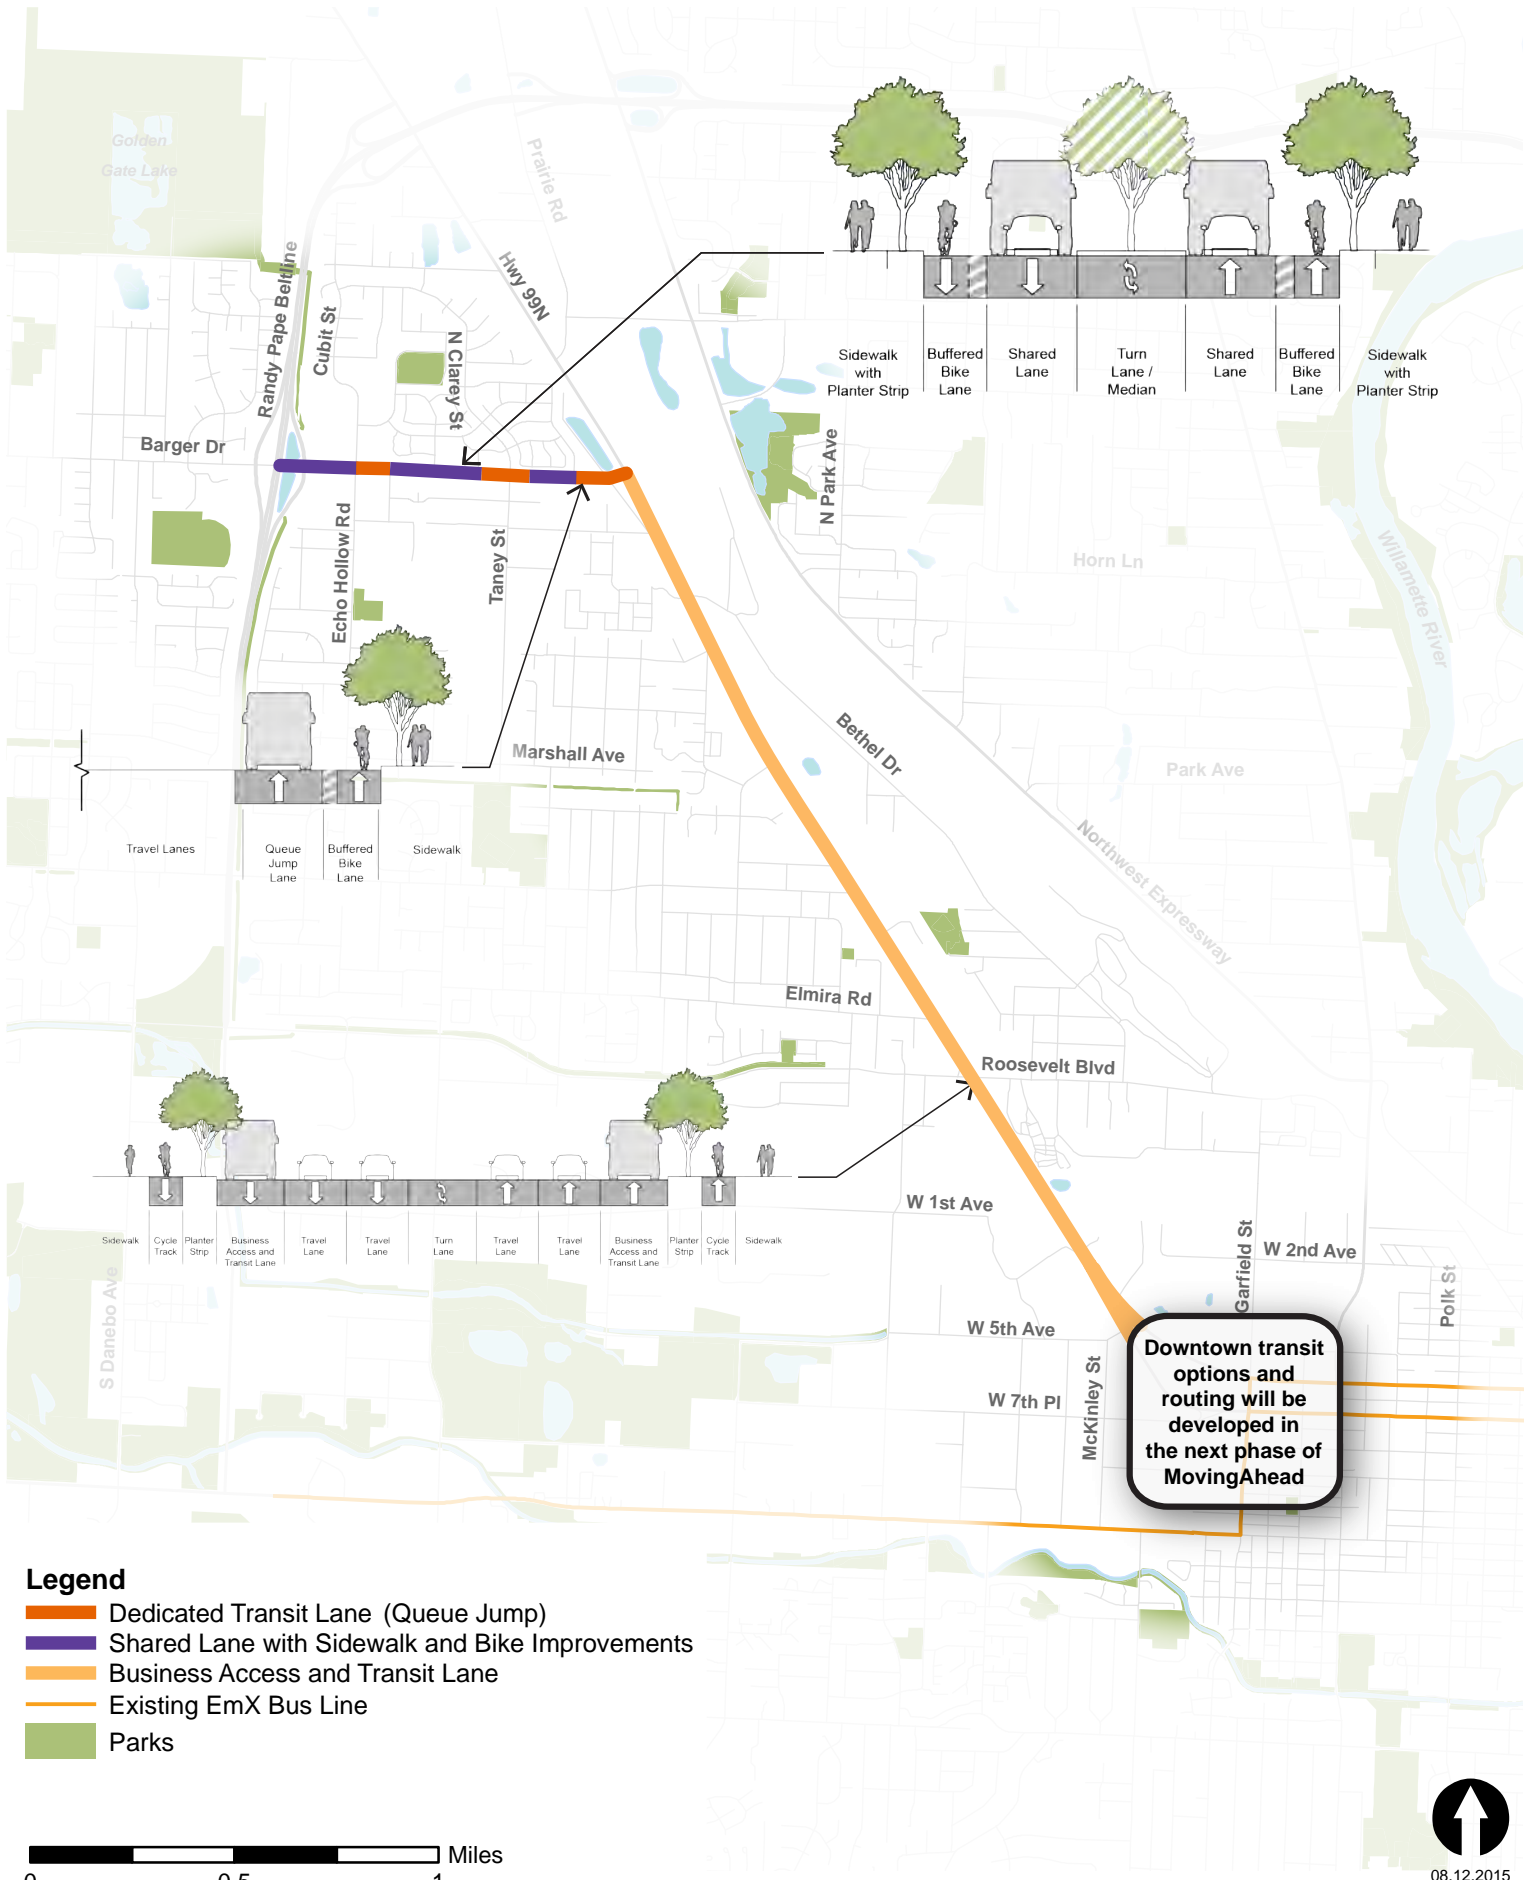 Golden
Gate Lake
Prairie Rd
Randy Pape Beltline
Cubit St
Hwy 99N
N Clarey St
Barger Dr
Sidewalk
with
Planter Strip
Buffered
Bike
Lane
Shared
Lane
Turn
Lane /
Median
Shared
Lane
Buffered
Bike
Lane
Sidewalk
with
Planter Strip
N Park Ave
Echo Hollow Rd
Taney St
Horn Ln
Willamette River
Marshall Ave
Bethel Dr
Park Ave
Northwest Expressway
Travel Lanes
Queue
Jump
Lane
Buffered
Bike
Lane
Sidewalk
Elmira Rd
Roosevelt Blvd
Sidewalk
Cycle
Track
Planter
Strip
Business
Access and
Transit Lane
Travel
Lane
Travel
Lane
Turn
Lane
Travel
Lane
Travel
Lane
Business
Access and
Transit Lane
Planter
Strip
Cycle
Track
Sidewalk
W 1st Ave
W 2nd Ave
Garfield St
Polk St
S Danebo Ave
W 5th Ave
W 7th Pl
McKinley St
Downtown transit
options and
routing will be
developed in
the next phase of
MovingAhead
Legend
Dedicated Transit Lane (Queue Jump)
Shared Lane with Sidewalk and Bike Improvements
Business Access and Transit Lane
Existing EmX Bus Line
Parks
Miles
0 0.5 1
08.12.2015